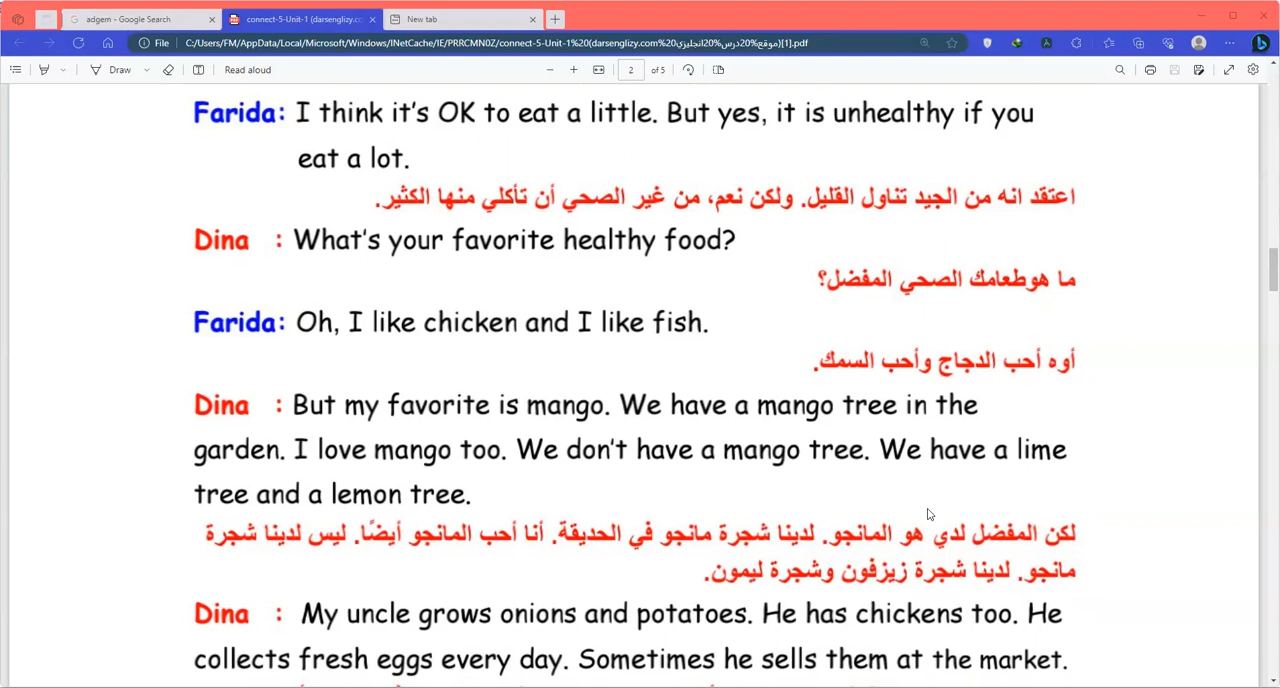 adgem - Google Search
connect-5-Unit-1 (darsenglizy.co
New tab
File
C:/Users/FM/AppData/Local/Microsoft/Windows/INetCache/IE/PRRCMN0Z/connect-5-Unit-1%20(darsenglizy.com%20موقع%20درس%20انجليزي)[1].pdf
Draw
Read aloud
2 of 5
Farida: I think it's OK to eat a little. But yes, it is unhealthy if you
eat a lot.
اعتقد انه من الجيد تناول القليل. ولكن نعم، من غير الصحي أن تأكلي منها الكثير.
Dina : What's your favorite healthy food?
ما هوطعامك الصحي المفضل؟
Farida: Oh, I like chicken and I like fish.
أوه أحب الدجاج وأحب السمك.
Dina : But my favorite is mango. We have a mango tree in the
garden. I love mango too. We don't have a mango tree. We have a lime
tree and a lemon tree.
لكن المفضل لدي هو المانجو. لدينا شجرة مانجو في الحديقة. أنا أحب المانجو أيضًا. ليس لدينا شجرة
مانجو. لدينا شجرة زيزفون وشجرة ليمون.
Dina : My uncle grows onions and potatoes. He has chickens too. He
collects fresh eggs every day. Sometimes he sells them at the market.